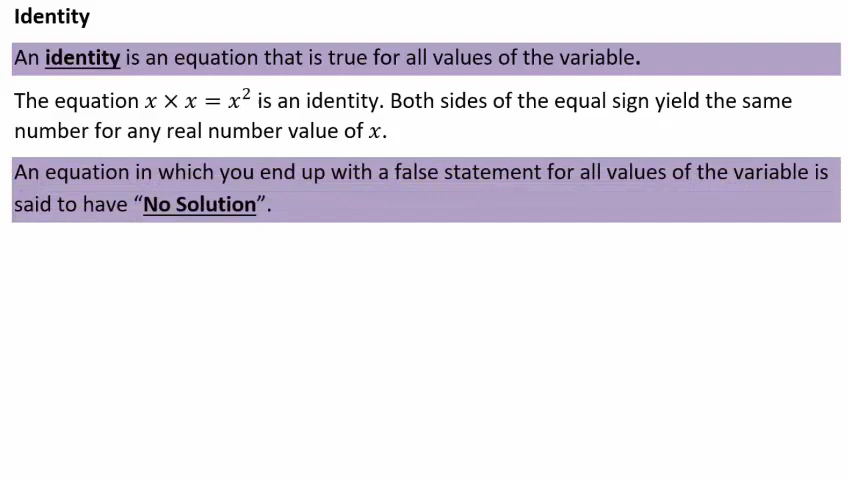 Identity
An identity is an equation that is true for all values of the variable.
The equation 𝑥 × 𝑥 = 𝑥² is an identity. Both sides of the equal sign yield the same
number for any real number value of 𝑥.
An equation in which you end up with a false statement for all values of the variable is
said to have “No Solution”.